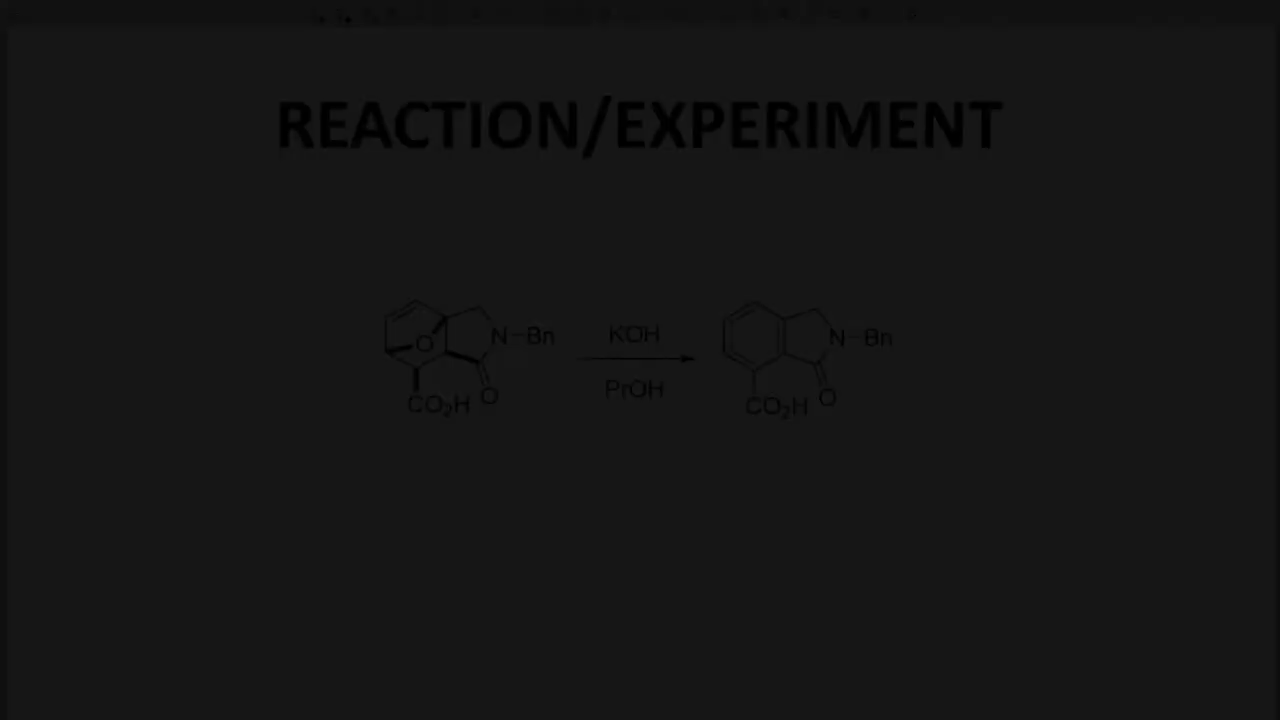 REACTION/EXPERIMENT
O N Bn KOH N Bn
CO₂H O PrOH CO₂H O